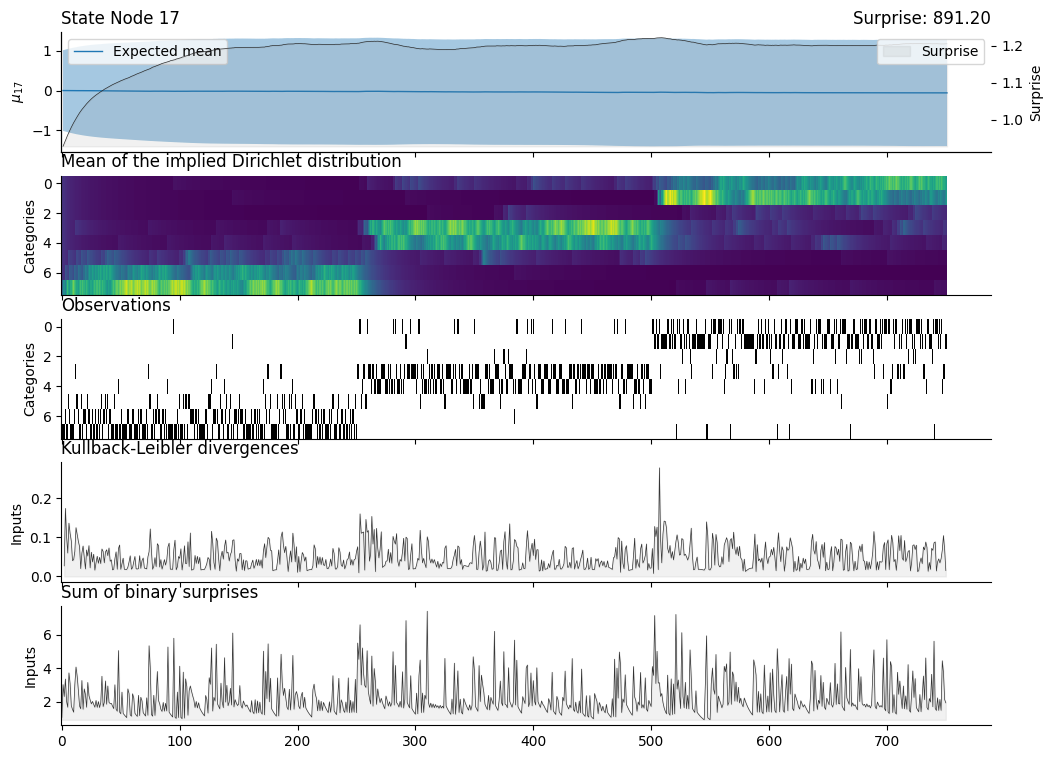 State Node 17 Surprise: 891.20
Expected mean
Surprise
1
0
−1
μ17
1.2
1.1
1.0
Surprise
Mean of the implied Dirichlet distribution
0
2
4
6
Categories
Observations
0
2
4
6
Categories
Kullback-Leibler divergences
0.2
0.1
0.0
Inputs
Sum of binary surprises
6
4
2
Inputs
0 100 200 300 400 500 600 700